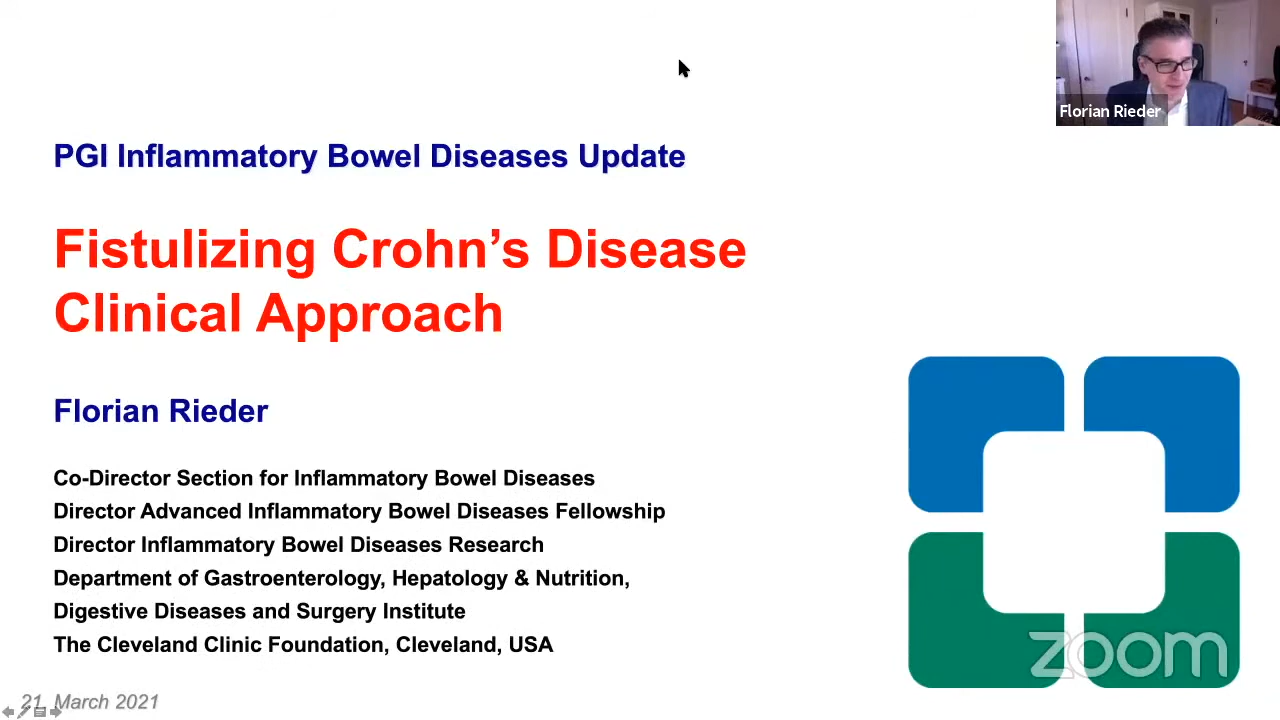 Florian Rieder
PGI Inflammatory Bowel Diseases Update
Fistulizing Crohn’s Disease
Clinical Approach
Florian Rieder
Co-Director Section for Inflammatory Bowel Diseases
Director Advanced Inflammatory Bowel Diseases Fellowship
Director Inflammatory Bowel Diseases Research
Department of Gastroenterology, Hepatology & Nutrition,
Digestive Diseases and Surgery Institute
The Cleveland Clinic Foundation, Cleveland, USA
zoom
21. March 2021